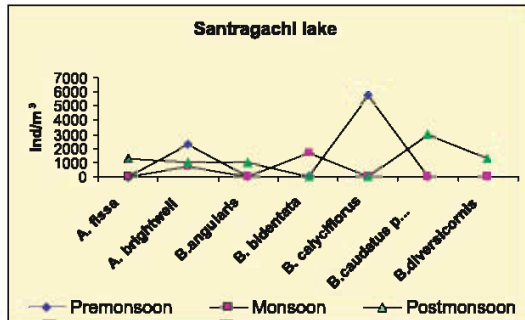 Santragachi lake
Ind/m³
7000
6000
5000
4000
3000
2000
1000
0
A. fissa
A. brightweli
B.angularis
B. bidentata
B. calyciflorus
B.caudatus p...
B.diversicornis
Premonsoon Monsoon Postmonsoon